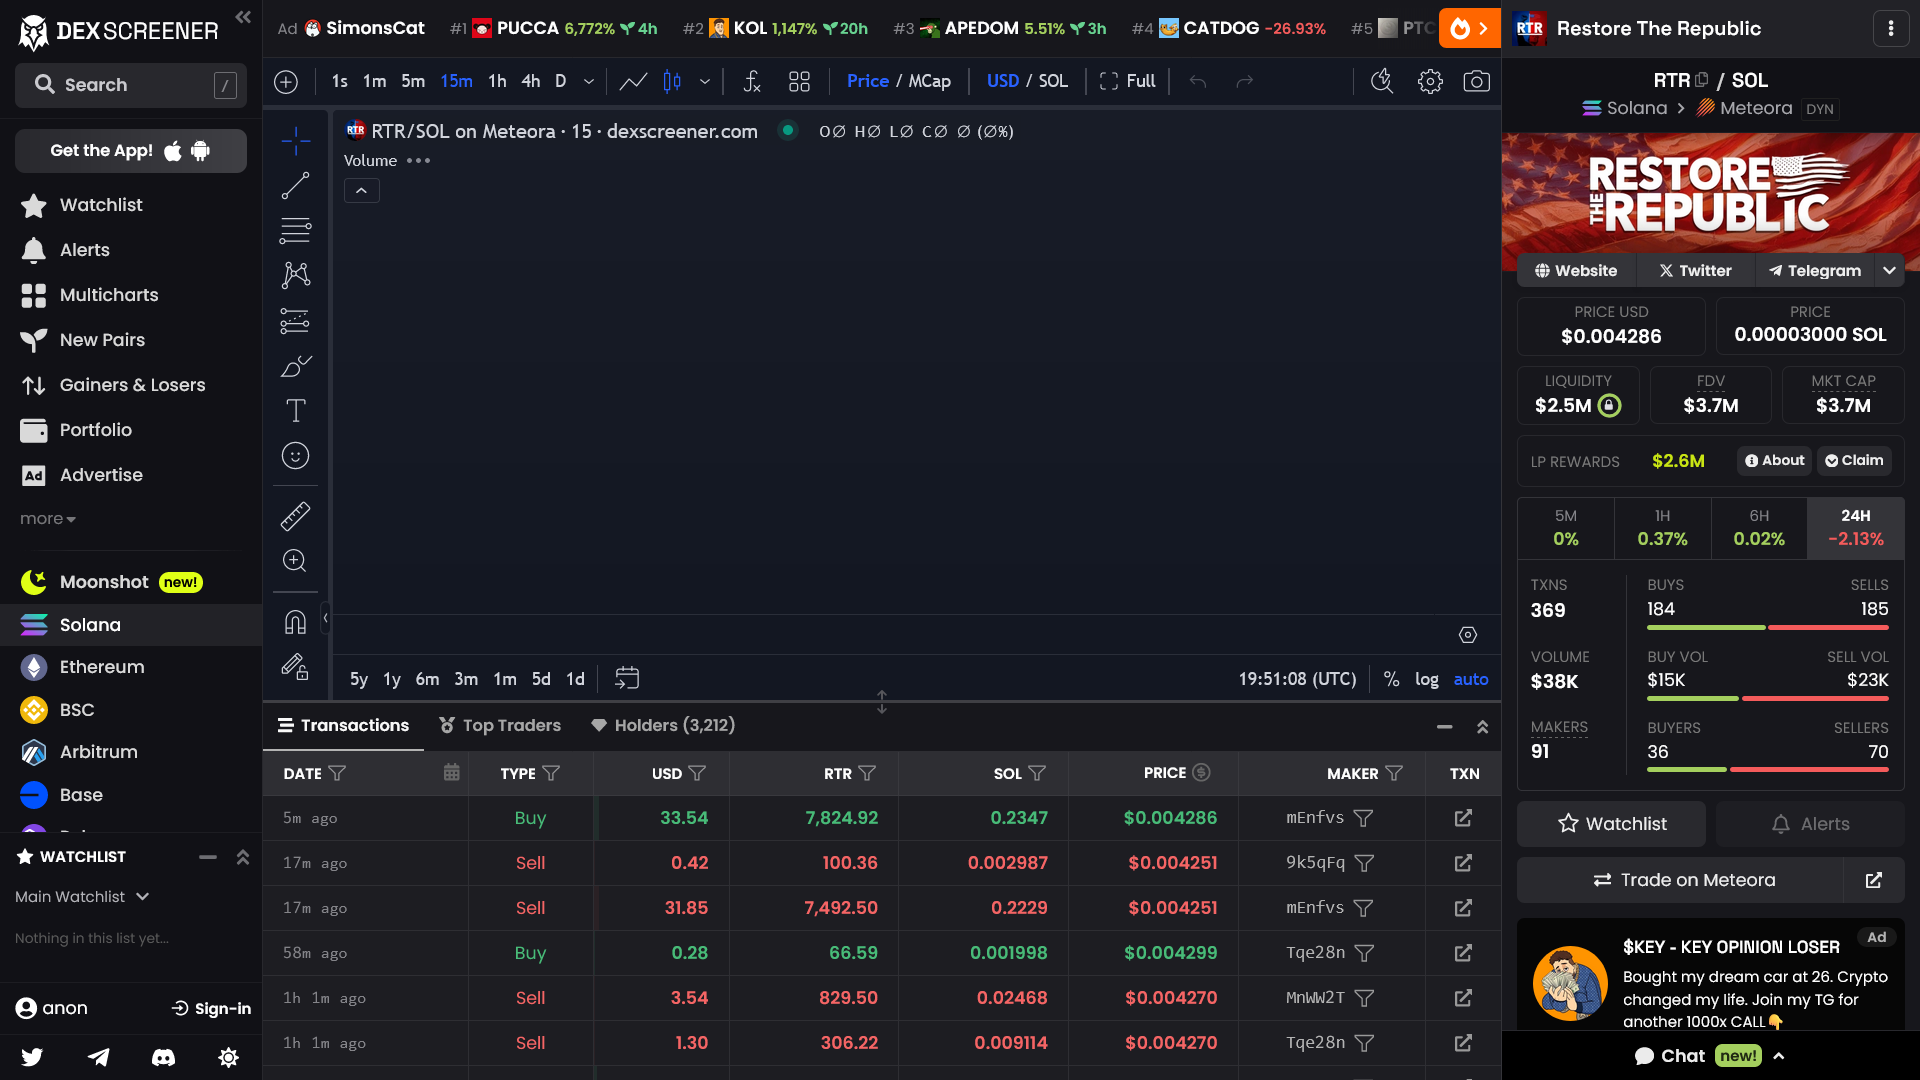 DEX SCREENER
Search /
Get the App!
Watchlist
Alerts
Multicharts
New Pairs
Gainers & Losers
Portfolio
Ad Advertise
more
Moonshot new!
Solana
Ethereum
BSC
Arbitrum
Base
WATCHLIST
Main Watchlist
Nothing in this list yet...
anon Sign-in
Ad SimonsCat #1 PUCCA 6,772% 4h #2 KOL 1,147% 20h #3 APEDOM 5.51% 3h #4 CATDOG -26.93% #5 PTC
1s 1m 5m 15m 1h 4h D Price / MCap USD / SOL Full
RTR RTR/SOL on Meteora · 15 · dexscreener.com O∅ H∅ L∅ C∅ ∅ (∅%)
Volume
5y 1y 6m 3m 1m 5d 1d 19:51:08 (UTC) % log auto
Transactions Top Traders Holders (3,212)
DATE TYPE USD RTR SOL PRICE MAKER TXN
5m ago Buy 33.54 7,824.92 0.2347 $0.004286 mEnfvs
17m ago Sell 0.42 100.36 0.002987 $0.004251 9k5qFq
17m ago Sell 31.85 7,492.50 0.2229 $0.004251 mEnfvs
58m ago Buy 0.28 66.59 0.001998 $0.004299 Tqe28n
1h 1m ago Sell 3.54 829.50 0.02468 $0.004270 MnWW2T
1h 1m ago Sell 1.30 306.22 0.009114 $0.004270 Tqe28n
RTR Restore The Republic
RTR / SOL
Solana > Meteora DYN
RESTORE
THE REPUBLIC
Website Twitter Telegram
PRICE USD PRICE
$0.004286 0.00003000 SOL
LIQUIDITY FDV MKT CAP
$2.5M $3.7M $3.7M
LP REWARDS $2.6M About Claim
5M 1H 6H 24H
0% 0.37% 0.02% -2.13%
TXNS BUYS SELLS
369 184 185
VOLUME BUY VOL SELL VOL
$38K $15K $23K
MAKERS BUYERS SELLERS
91 36 70
Watchlist Alerts
Trade on Meteora
$KEY - KEY OPINION LOSER Ad
Bought my dream car at 26. Crypto
changed my life. Join my TG for
another 1000x CALL👇
Chat new!